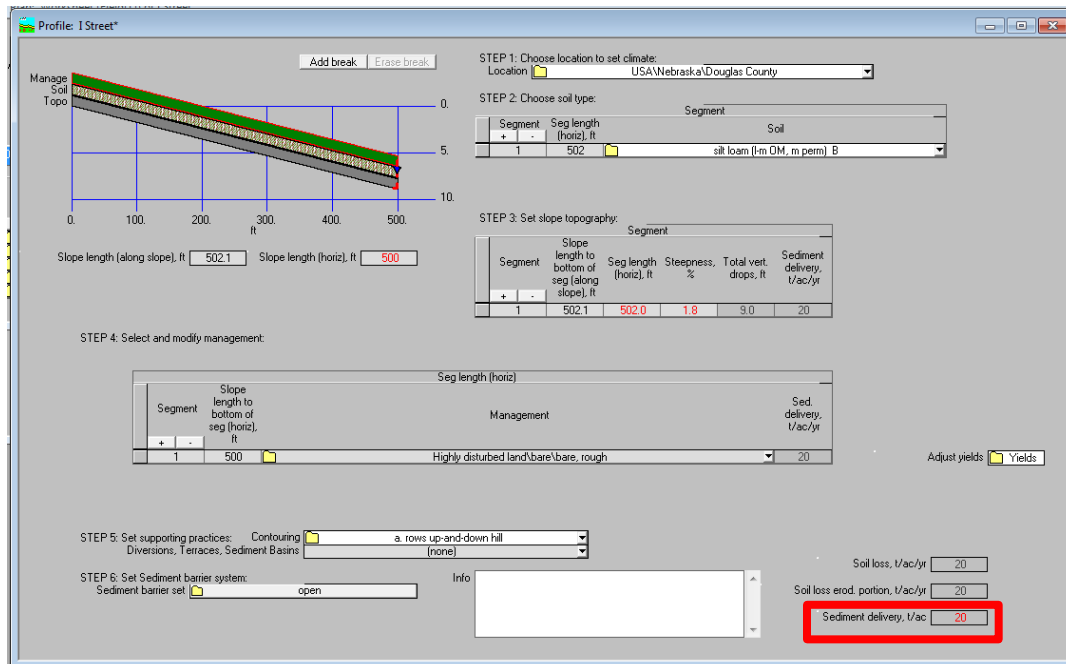 Profile: I Street*
Add break Erase break
Manage
Soil
Topo
0.
5.
10.
0. 100. 200. 300. 400. 500.
ft
Slope length (along slope), ft 502.1 Slope length (horiz), ft 500
STEP 1: Choose location to set climate:
Location USA\Nebraska\Douglas County
STEP 2: Choose soil type:
Segment
Segment Seg length (horiz), ft Soil
+ -
1 502 silt loam (l-m OM, m perm) B
STEP 3: Set slope topography:
Segment
Segment Slope length to bottom of seg (along slope), ft Seg length (horiz), ft Steepness, % Total vert. drops, ft Sediment delivery, t/ac/yr
+ -
1 502.1 502.0 1.8 9.0 20
STEP 4: Select and modify management:
Seg length (horiz)
Segment Slope length to bottom of seg (horiz), ft Management Sed. delivery, t/ac/yr
+ -
1 500 Highly disturbed land\bare\bare, rough 20
Adjust yields Yields
STEP 5: Set supporting practices: Contouring a. rows up-and-down hill
Diversions, Terraces, Sediment Basins (none)
STEP 6: Set Sediment barrier system:
Sediment barrier set open
Info
Soil loss, t/ac/yr 20
Soil loss erod. portion, t/ac/yr 20
Sediment delivery, t/ac 20